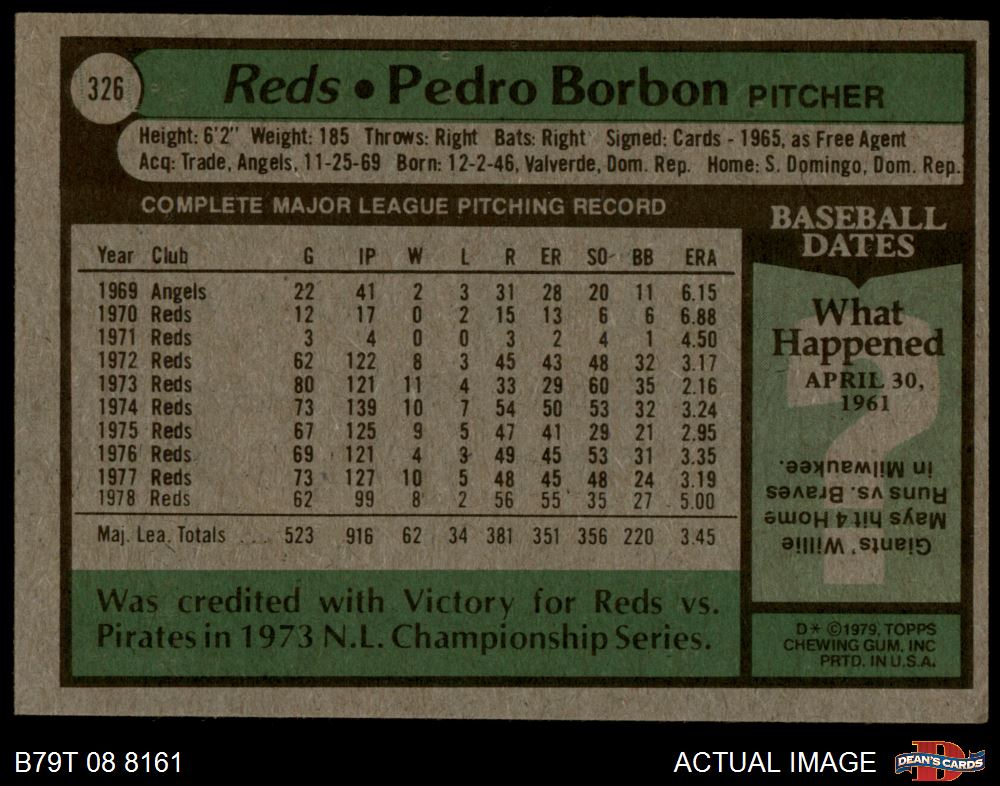 326
Reds • Pedro Borbon PITCHER
Height: 6'2" Weight: 185 Throws: Right Bats: Right Signed: Cards - 1965, as Free Agent
Acq: Trade, Angels, 11-25-69 Born: 12-2-46, Valverde, Dom. Rep. Home: S. Domingo, Dom. Rep.
COMPLETE MAJOR LEAGUE PITCHING RECORD
Year Club G IP W L R ER SO BB ERA
1969 Angels 22 41 2 3 31 28 20 11 6.15
1970 Reds 12 17 0 2 15 13 6 6 6.88
1971 Reds 3 4 0 0 3 2 4 1 4.50
1972 Reds 62 122 8 3 45 43 48 32 3.17
1973 Reds 80 121 11 4 33 29 60 35 2.16
1974 Reds 73 139 10 7 54 50 53 32 3.24
1975 Reds 67 125 9 5 47 41 29 21 2.95
1976 Reds 69 121 4 3 49 45 53 31 3.35
1977 Reds 73 127 10 5 48 45 48 24 3.19
1978 Reds 62 99 8 2 56 55 35 27 5.00
Maj. Lea. Totals .... 523 916 62 34 381 351 356 220 3.45
Was credited with Victory for Reds vs.
Pirates in 1973 N.L. Championship Series.
BASEBALL
DATES
What
Happened
APRIL 30,
1961
?
Giants' Willie
Mays hit 4 Home
Runs vs. Braves
in Milwaukee.
D* ©1979, TOPPS
CHEWING GUM, INC
PRTD. IN U.S.A.
B79T 08 8161
ACTUAL IMAGE
D
DEAN'S CARDS